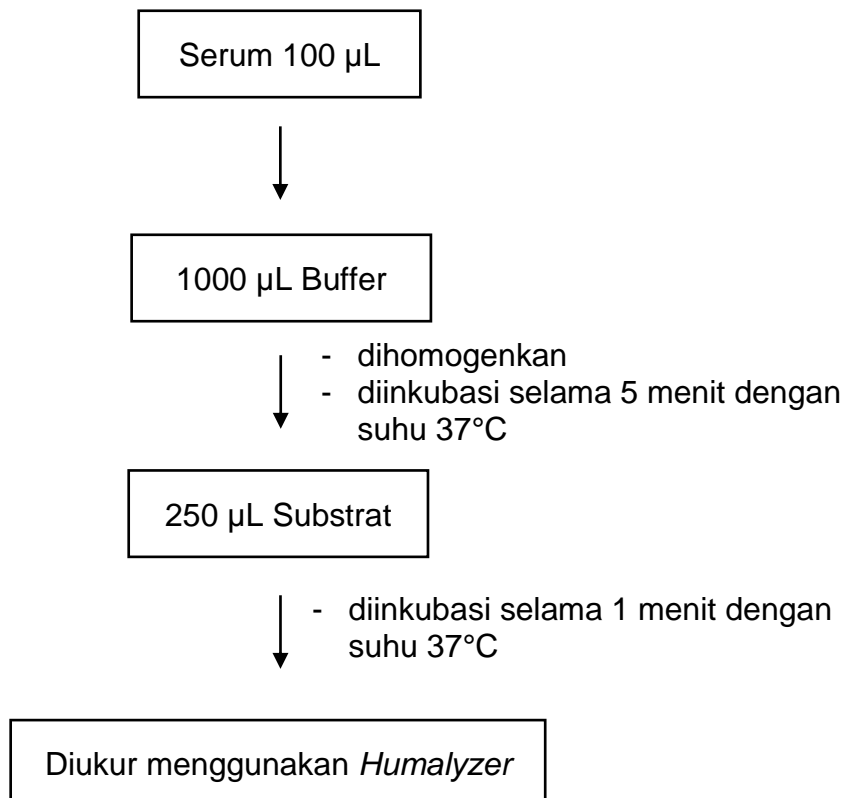 Serum 100 µL
1000 µL Buffer
- dihomogenkan
- diinkubasi selama 5 menit dengan
suhu 37°C
250 µL Substrat
- diinkubasi selama 1 menit dengan
suhu 37°C
Diukur menggunakan Humalyzer